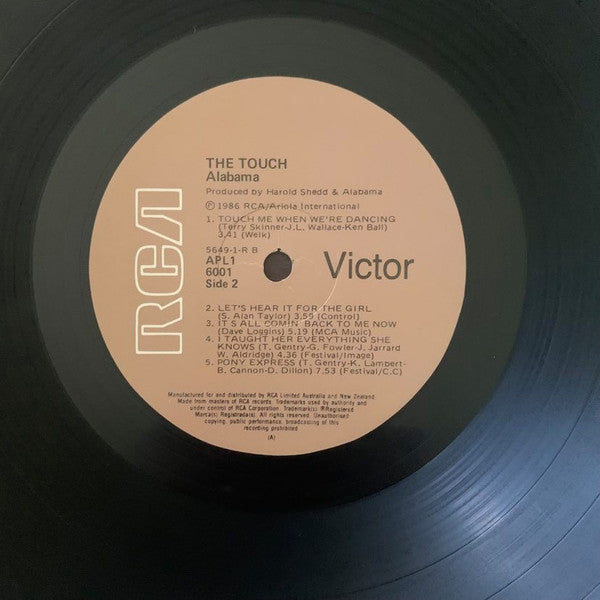 THE TOUCH
Alabama
Produced by Harold Shedd & Alabama
℗ 1986 RCA/Ariola International
1. TOUCH ME WHEN WE'RE DANCING
(Terry Skinner-J.L. Wallace-Ken Ball)
3,41 (Welk)
5649-1-R B
APL1
6001
Side 2
RCA
Victor
2. LET'S HEAR IT FOR THE GIRL
(S. Alan Taylor) 3,59 (Control)
3. IT'S ALL COMIN' BACK TO ME NOW
(Dave Loggins) 5.19 (MCA Music)
4. I TAUGHT HER EVERYTHING SHE
KNOWS (T. Gentry-G. Fowler-J. Jarrard
W. Aldridge) 4,36 (Festival/Image)
5. PONY EXPRESS (T. Gentry-K. Lambert-
B. Cannon-D. Dillon) 7,53 (Festival/C.C)
Manufactured for and distributed by RCA Limited Australia and New Zealand.
Made from masters of RCA records. Trademarks used by authority and
under control of RCA Corporation. Trademark(s) ®Registered
Marca(s) Registrada(s). All rights reserved. Unauthorised
copying, public performance, broadcasting of this
recording prohibited
(A)